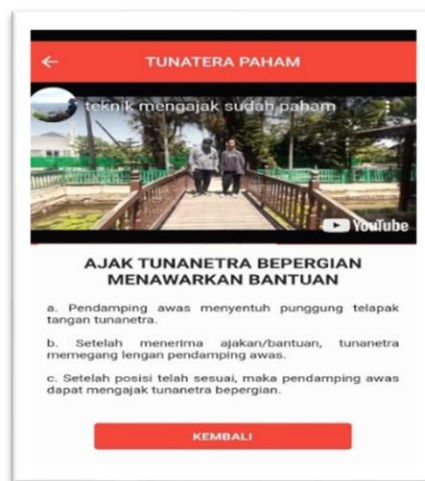 TUNATERA PAHAM
teknik mengajak sudah paham
YouTube
AJAK TUNANETRA BEPERGIAN
MENAWARKAN BANTUAN
a. Pendamping awas menyentuh punggung telapak
tangan tunanetra.
b. Setelah menerima ajakan/bantuan, tunanetra
memegang lengan pendamping awas.
c. Setelah posisi telah sesuai, maka pendamping awas
dapat mengajak tunanetra bepergian.
KEMBALI